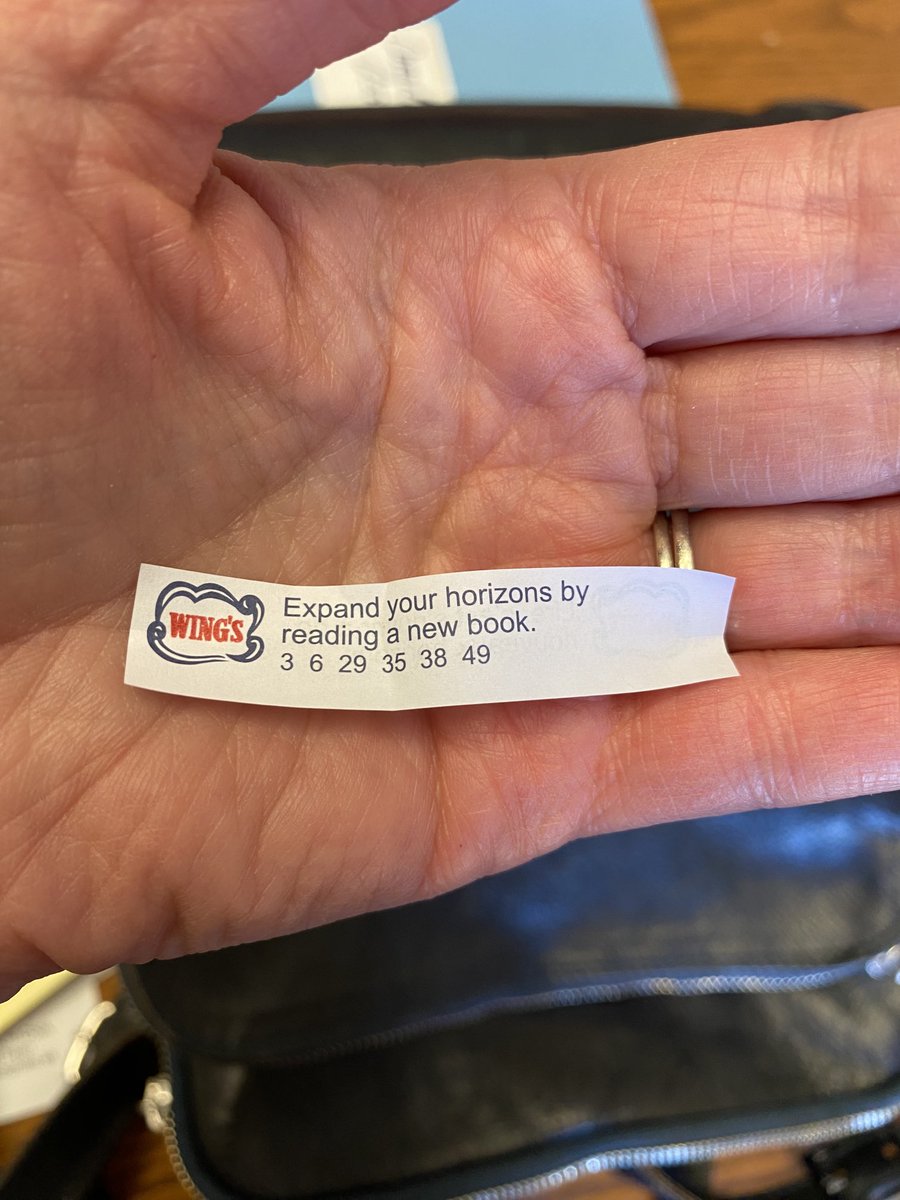 WING'S
Expand your horizons by
reading a new book.
3 6 29 35 38 49